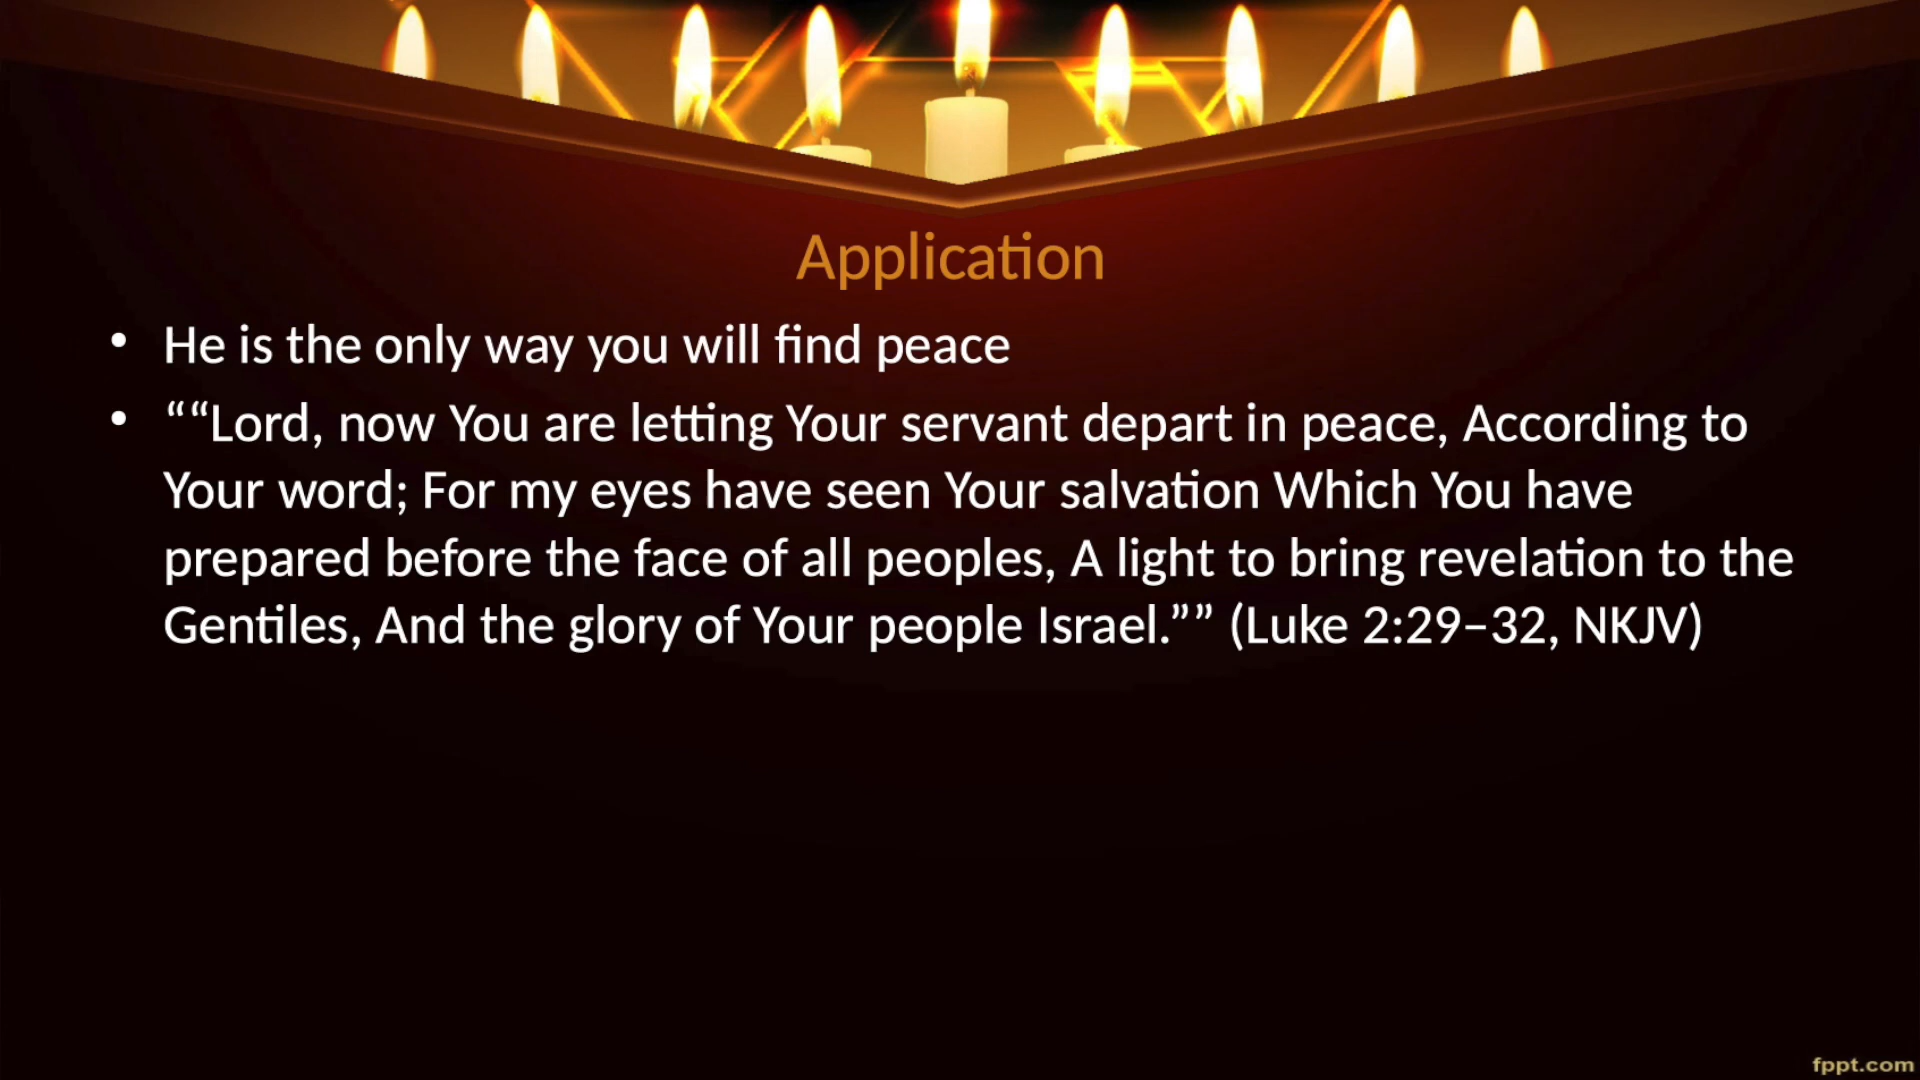 Application
• He is the only way you will find peace
• ““Lord, now You are letting Your servant depart in peace, According to
Your word; For my eyes have seen Your salvation Which You have
prepared before the face of all peoples, A light to bring revelation to the
Gentiles, And the glory of Your people Israel.”” (Luke 2:29–32, NKJV)
fppt.com